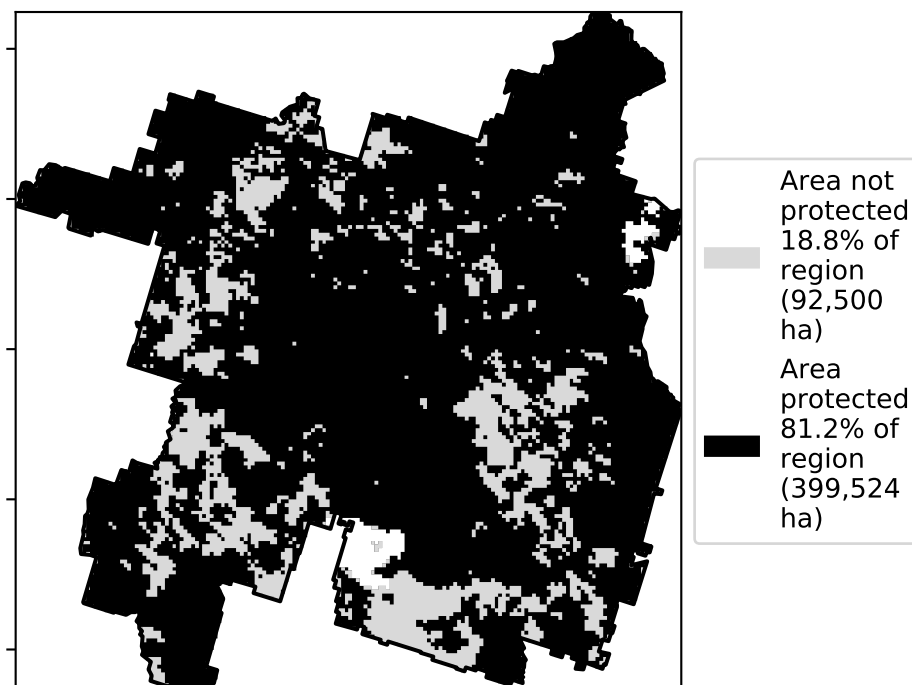 Area not
protected
18.8% of
region
(92,500
ha)
Area
protected
81.2% of
region
(399,524
ha)